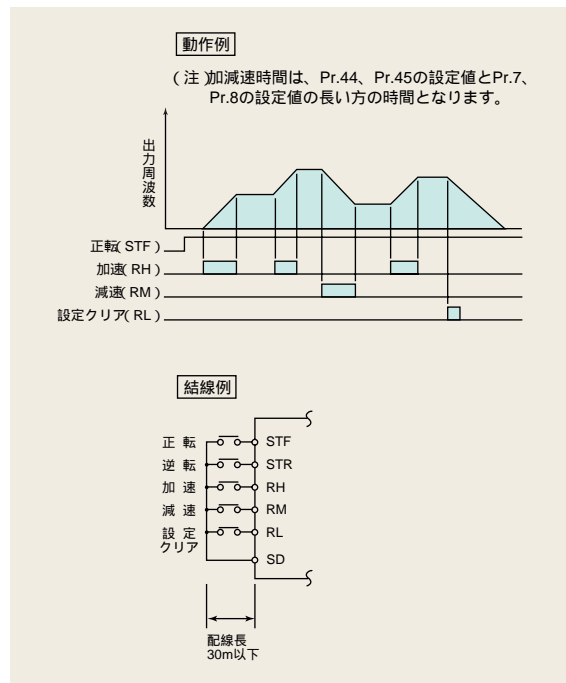 動作例
(注)加減速時間は、Pr.44、Pr.45の設定値とPr.7、
Pr.8の設定値の長い方の時間となります。
出力周波数
正転(STF)
加速(RH)
減速(RM)
設定クリア(RL)
結線例
正転 STF
逆転 STR
加速 RH
減速 RM
設定 RL
クリア
SD
配線長
30m以下